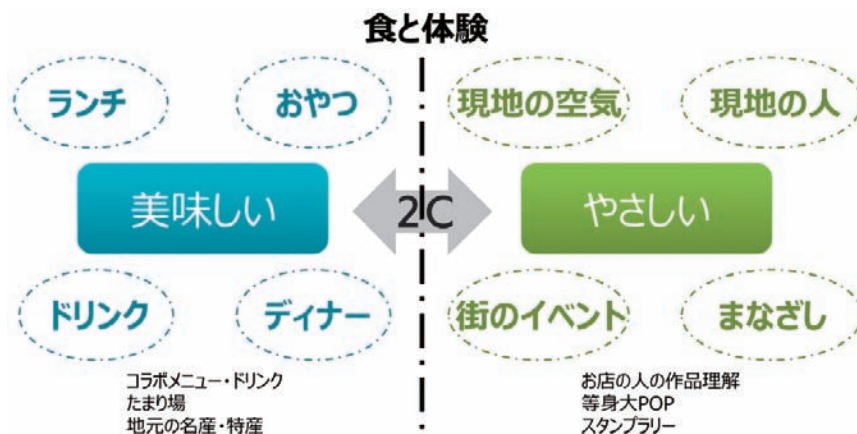 食と体験
ランチ
おやつ
現地の空気
現地の人
美味しい
2C
やさしい
ドリンク
ディナー
街のイベント
まなざし
コラボメニュー・ドリンク
たまり場
地元の名産・特産
お店の人の作品理解
等身大POP
スタンプラリー